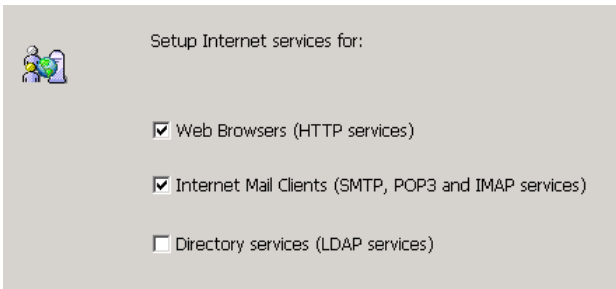 Setup Internet services for:
Web Browsers (HTTP services)
Internet Mail Clients (SMTP, POP3 and IMAP services)
Directory services (LDAP services)